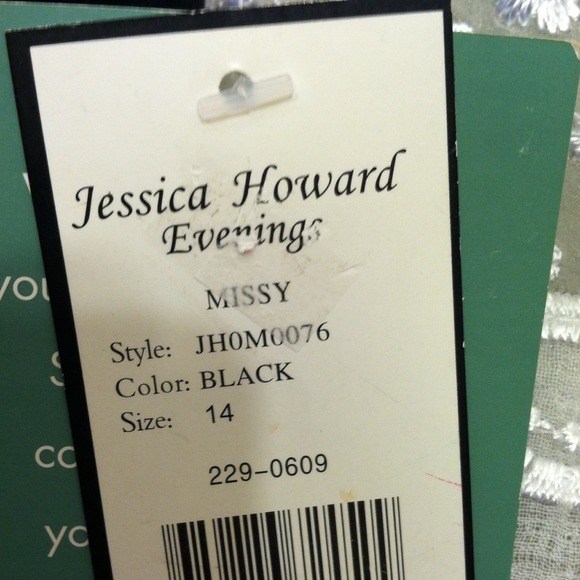 Jessica Howard
Evenings
MISSY
Style: JH0M0076
Color: BLACK
Size: 14
229-0609